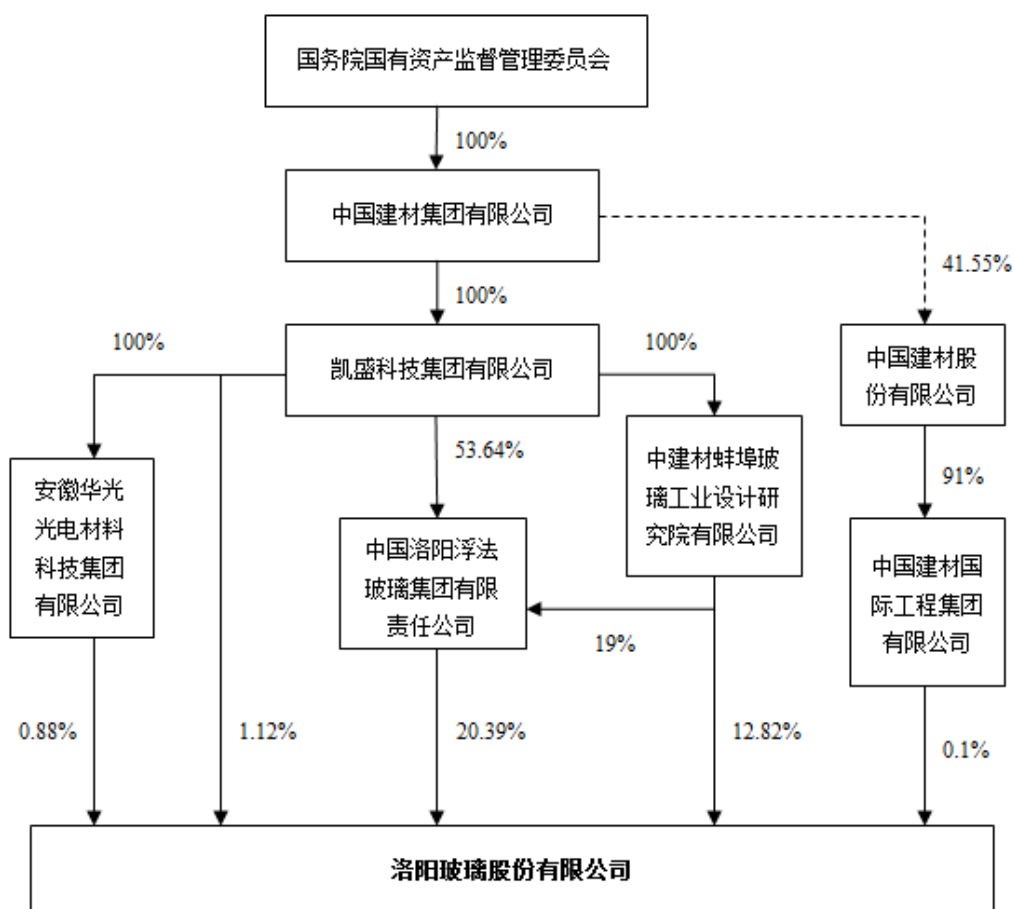 国务院国有资产监督管理委员会
100%
中国建材集团有限公司
41.55%
100%
100%
凯盛科技集团有限公司
100%
中国建材股
份有限公司
53.64%
中建材蚌埠玻
璃工业设计研
究院有限公司
91%
安徽华光
光电材料
科技集团
有限公司
中国洛阳浮法
玻璃集团有限
责任公司
中国建材国
际工程集团
有限公司
19%
0.88%
1.12%
20.39%
12.82%
0.1%
洛阳玻璃股份有限公司